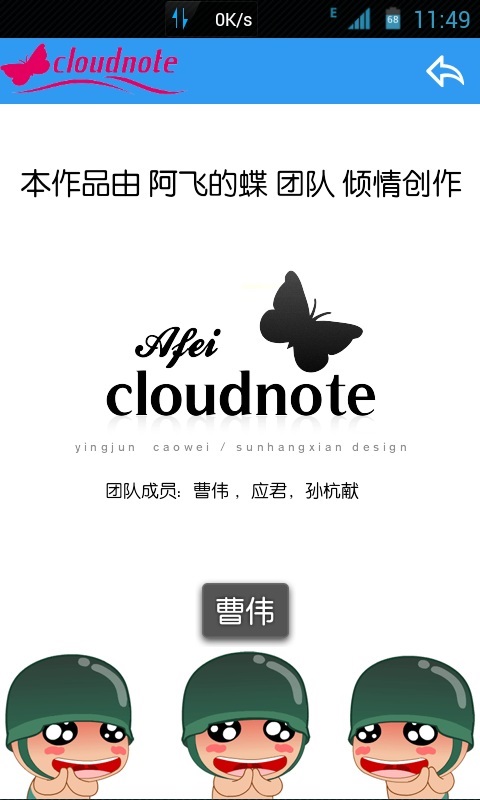 0K/s
E
68
11:49
cloudnote
本作品由 阿飞的蝶 团队 倾情创作
Afei
cloudnote
yingjun caowei / sunhangxian design
团队成员：曹伟 ，应君，孙杭献
曹伟